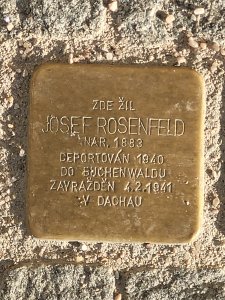 ZDE ŽIL
JOSEF ROSENFELD
NAR. 1883
DEPORTOVÁN 1940
DO BUCHENWALDU
ZAVRAŽDĚN 4.2.1941
V DACHAU